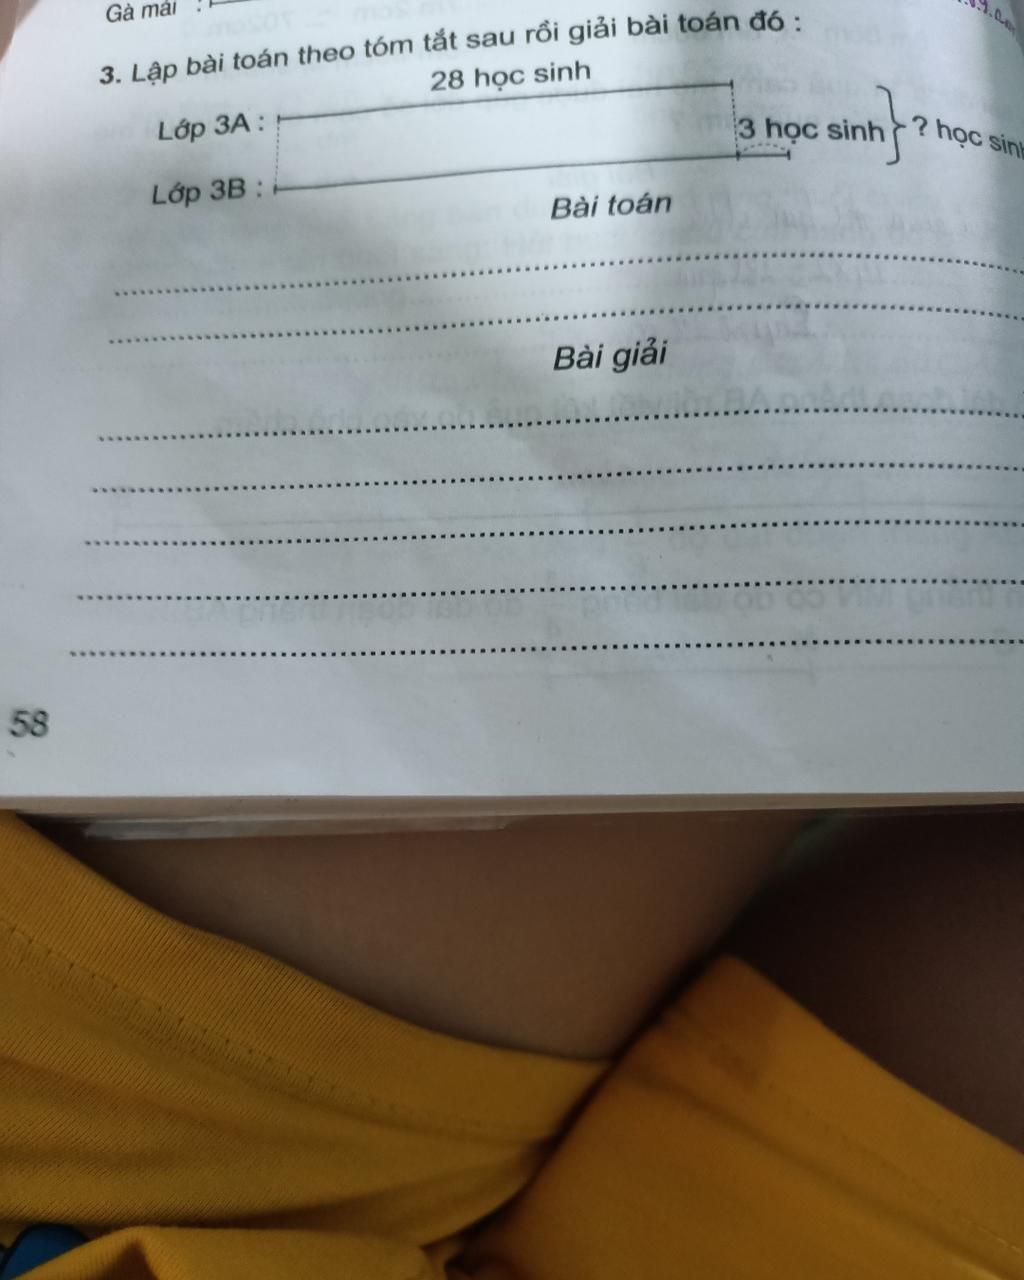 Gà mái :
3. Lập bài toán theo tóm tắt sau rồi giải bài toán đó :
28 học sinh
Lớp 3A :
3 học sinh
? học sinh
Lớp 3B :
Bài toán
Bài giải
58